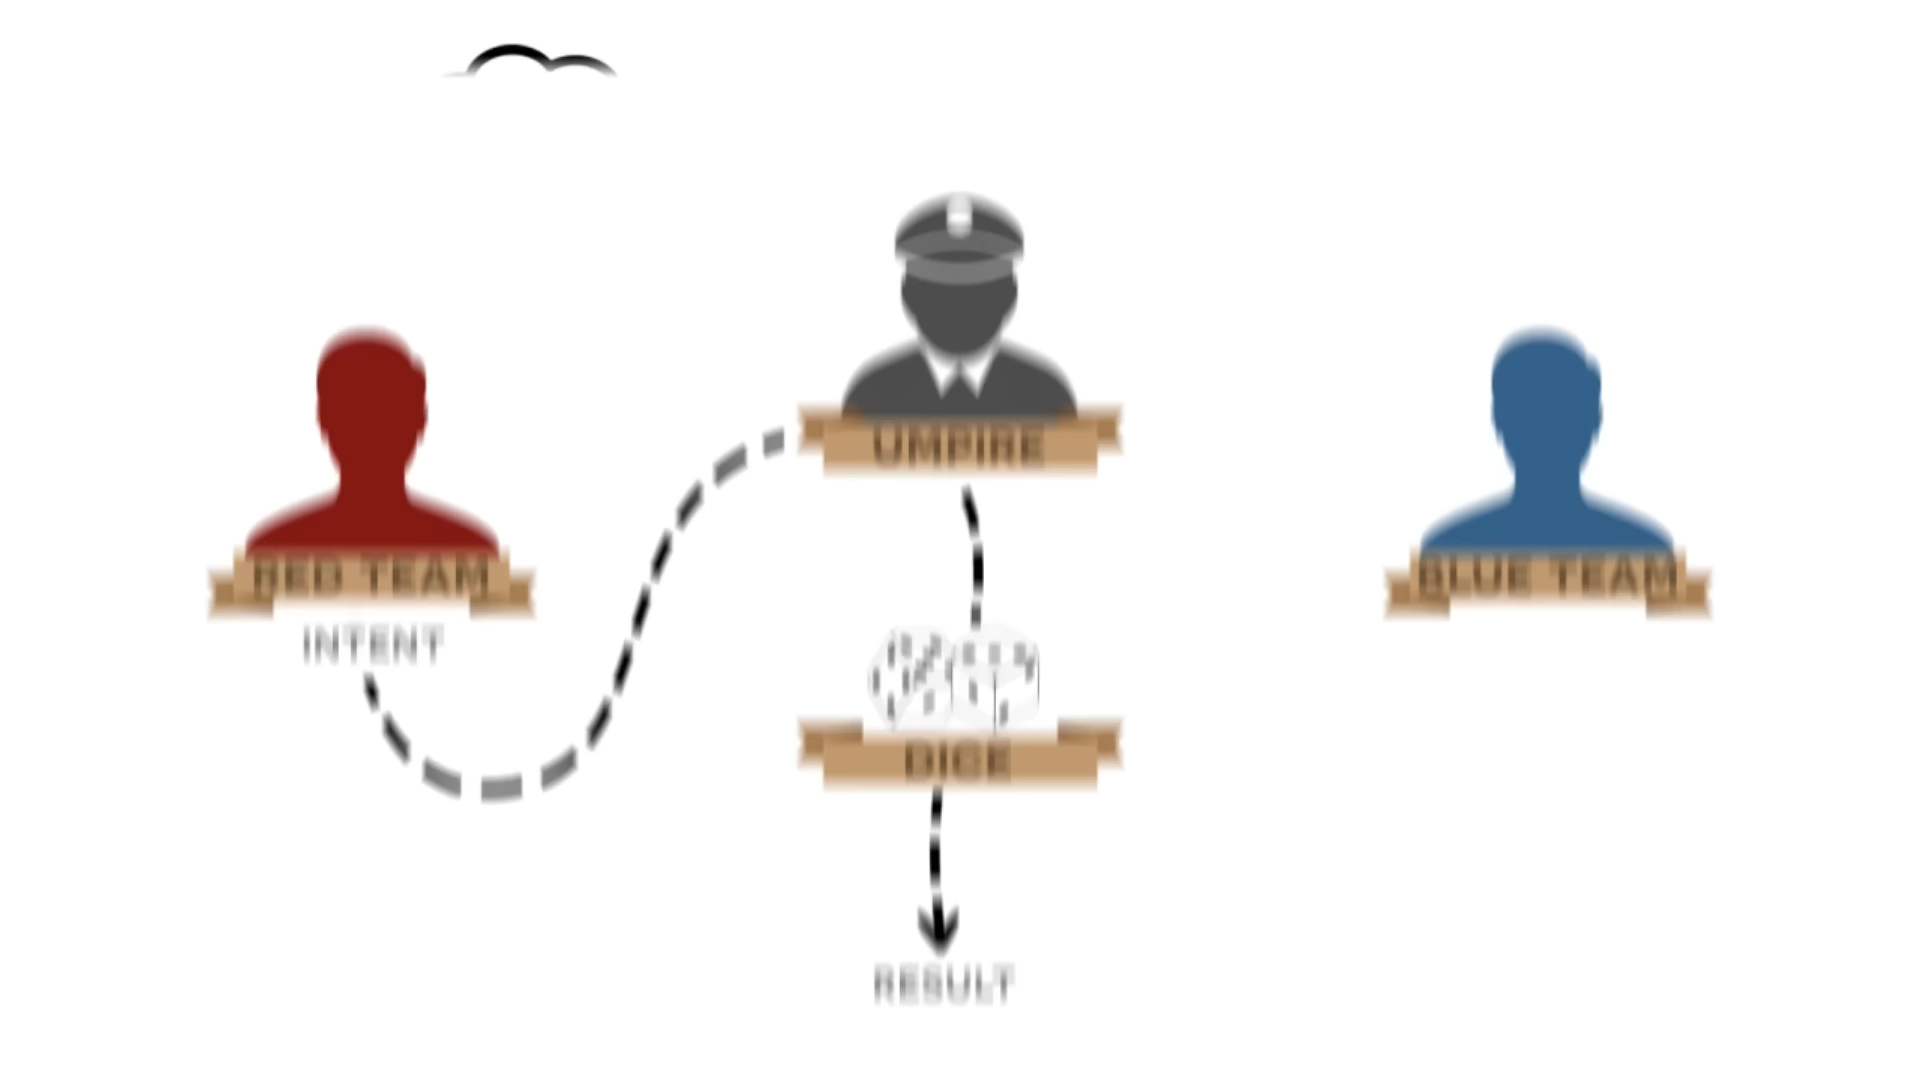 UMPIRE
RED TEAM
BLUE TEAM
INTENT
DICE
RESULT